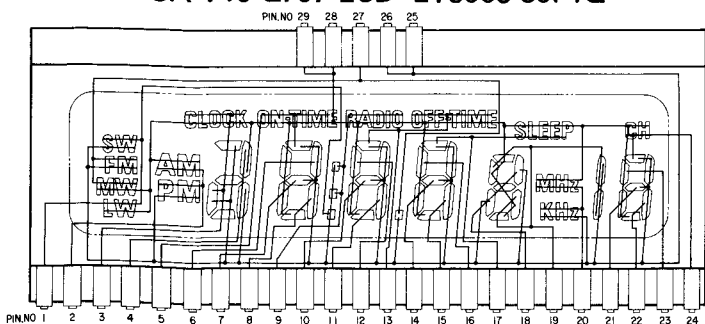 PIN.NO 29 28 27 26 25
CLOCK ON-TIME RADIO OFF-TIME
SLEEP CH
SW
FM AM
MW PM MHz
LW KHz
PIN.NO 1 2 3 4 5 6 7 8 9 10 11 12 13 14 15 16 17 18 19 20 21 22 23 24